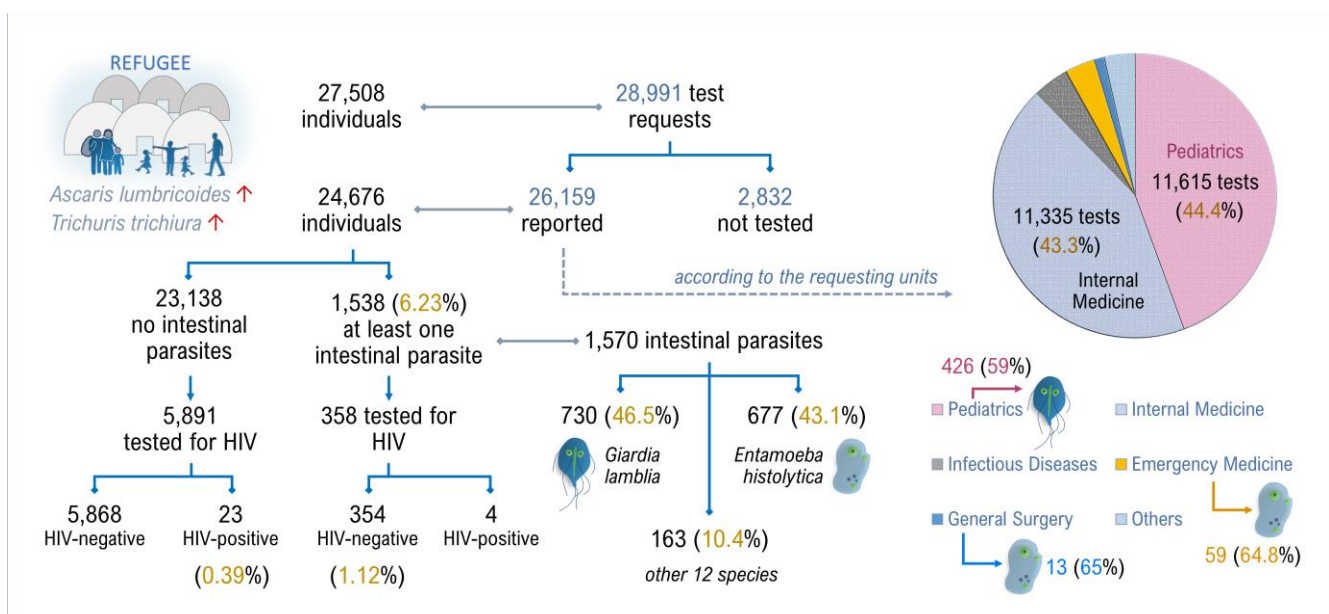 REFUGEE
Ascaris lumbricoides ↑
Trichuris trichiura ↑
27,508
individuals
28,991 test
requests
24,676
individuals
26,159
reported
2,832
not tested
according to the requesting units
23,138
no intestinal
parasites
1,538 (6.23%)
at least one
intestinal parasite
1,570 intestinal parasites
5,891
tested for HIV
358 tested for
HIV
730 (46.5%)
Giardia
lamblia
677 (43.1%)
Entamoeba
histolytica
5,868
HIV-negative
23
HIV-positive
(0.39%)
354
HIV-negative
(1.12%)
4
HIV-positive
163 (10.4%)
other 12 species
Pediatrics
11,615 tests
(44.4%)
11,335 tests
(43.3%)
Internal
Medicine
426 (59%)
Pediatrics
Internal Medicine
Infectious Diseases
Emergency Medicine
General Surgery
Others
13 (65%)
59 (64.8%)